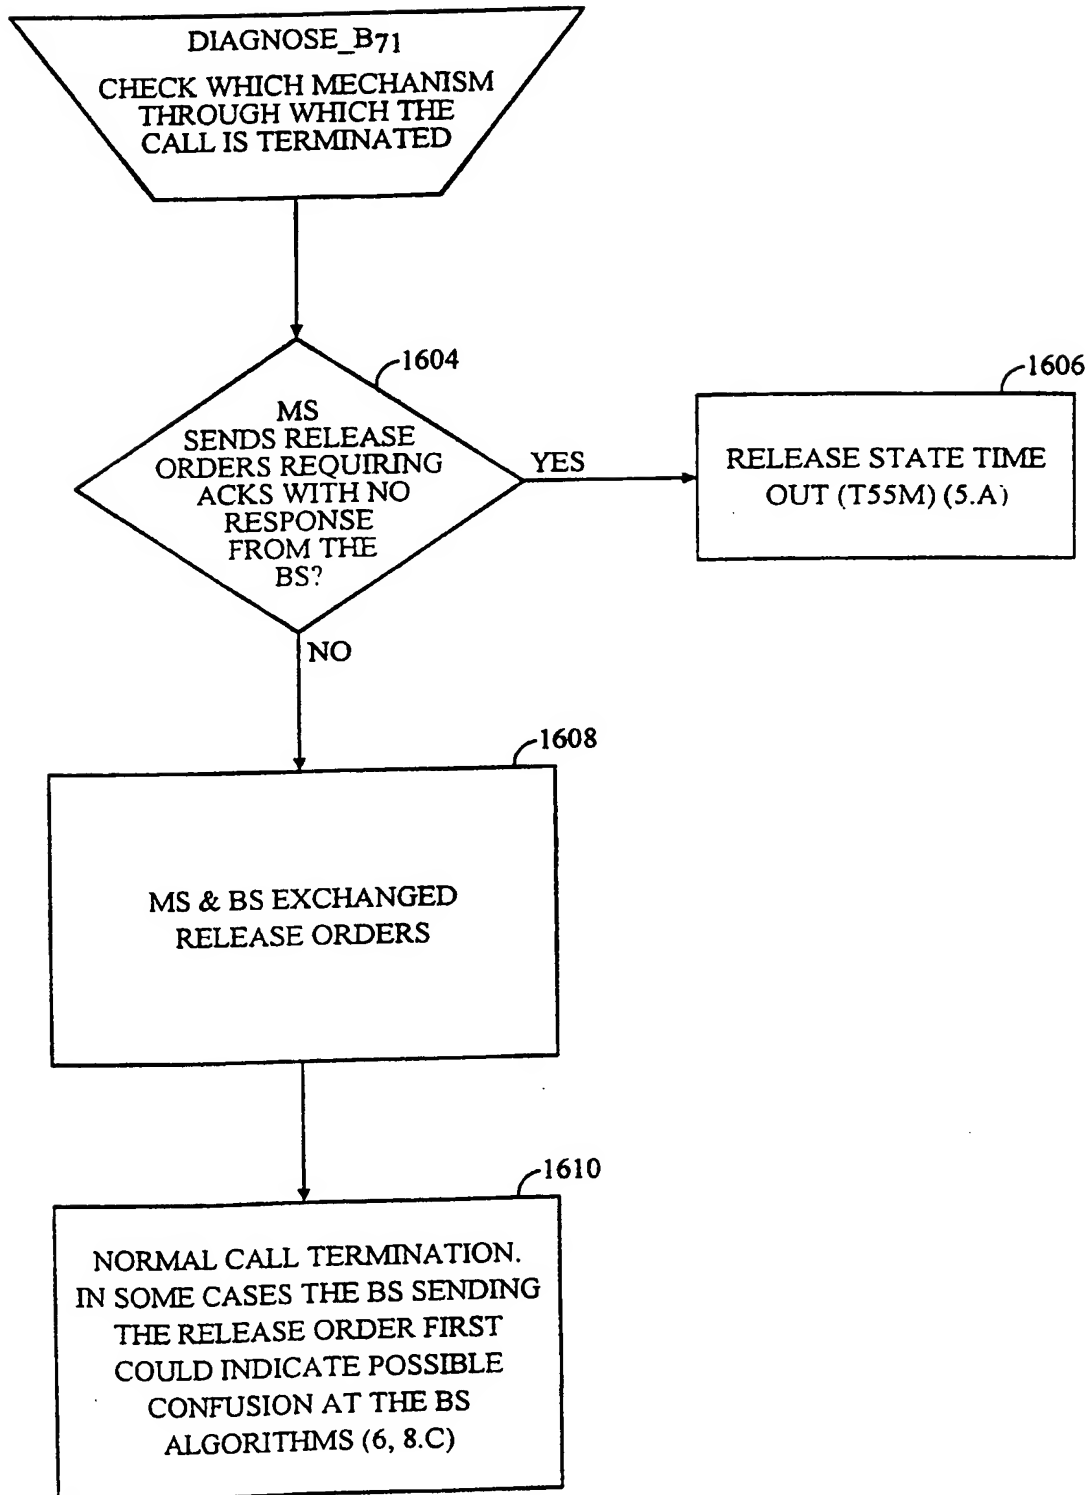 DIAGNOSE_B71
CHECK WHICH MECHANISM
THROUGH WHICH THE
CALL IS TERMINATED
1604
MS
SENDS RELEASE
ORDERS REQUIRING
ACKS WITH NO
RESPONSE
FROM THE
BS?
YES
1606
RELEASE STATE TIME
OUT (T55M) (5.A)
NO
1608
MS & BS EXCHANGED
RELEASE ORDERS
1610
NORMAL CALL TERMINATION.
IN SOME CASES THE BS SENDING
THE RELEASE ORDER FIRST
COULD INDICATE POSSIBLE
CONFUSION AT THE BS
ALGORITHMS (6, 8.C)